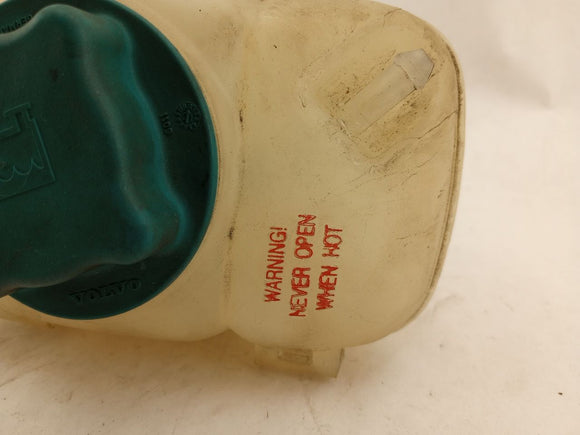 WARNING!
NEVER OPEN
WHEN HOT
VOLVO